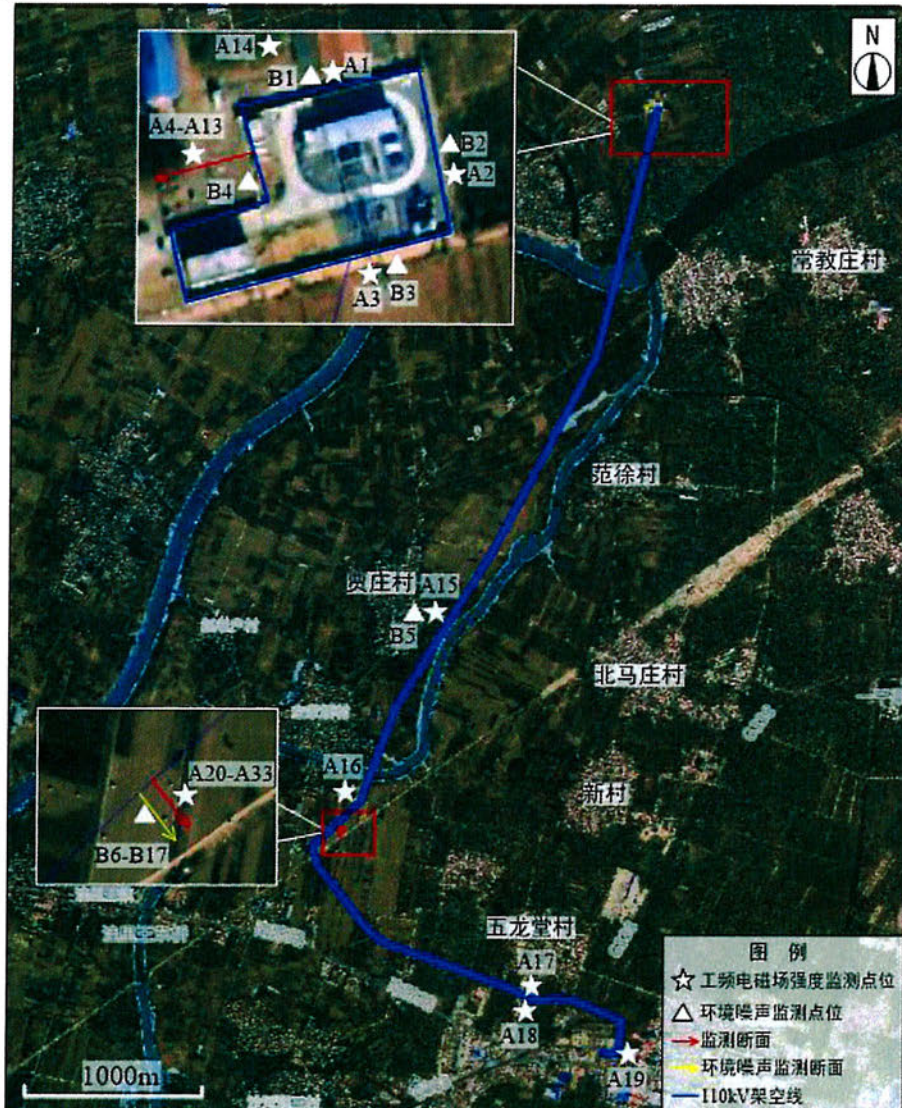 N
A14
B1
A1
A4-A13
B2
A2
B4
B3
A3
常教庄村
范徐村
贾庄村
A15
B5
北马庄村
A16
A20-A33
新村
B6-B17
五龙堂村
A17
A18
A19
1000m
图 例
工频电磁场强度监测点位
环境噪声监测点位
监测断面
环境噪声监测断面
110kV架空线